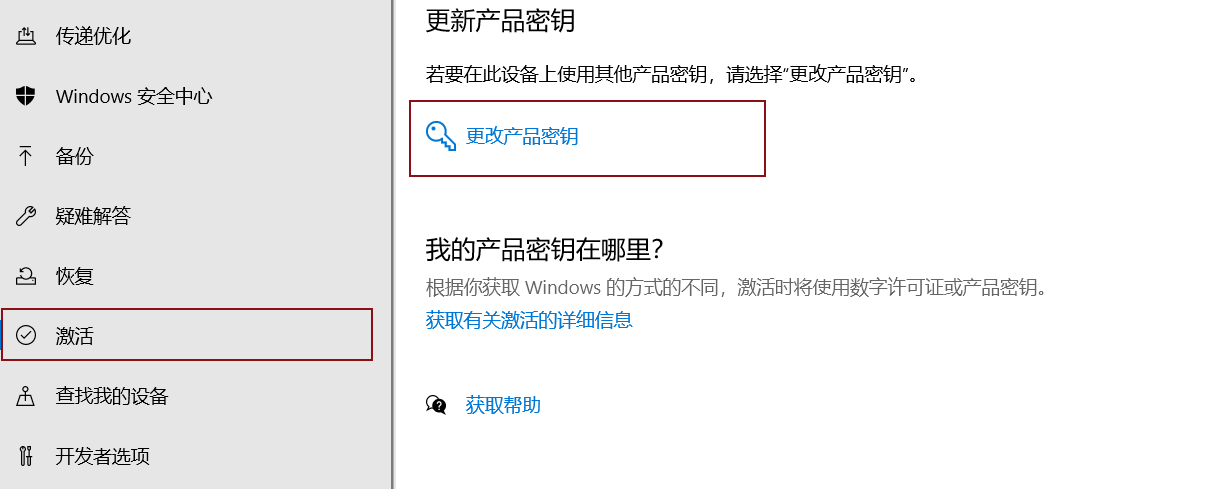 传递优化
Windows 安全中心
备份
疑难解答
恢复
激活
查找我的设备
开发者选项
更新产品密钥
若要在此设备上使用其他产品密钥，请选择“更改产品密钥”。
更改产品密钥
我的产品密钥在哪里?
根据你获取 Windows 的方式的不同，激活时将使用数字许可证或产品密钥。
获取有关激活的详细信息
获取帮助